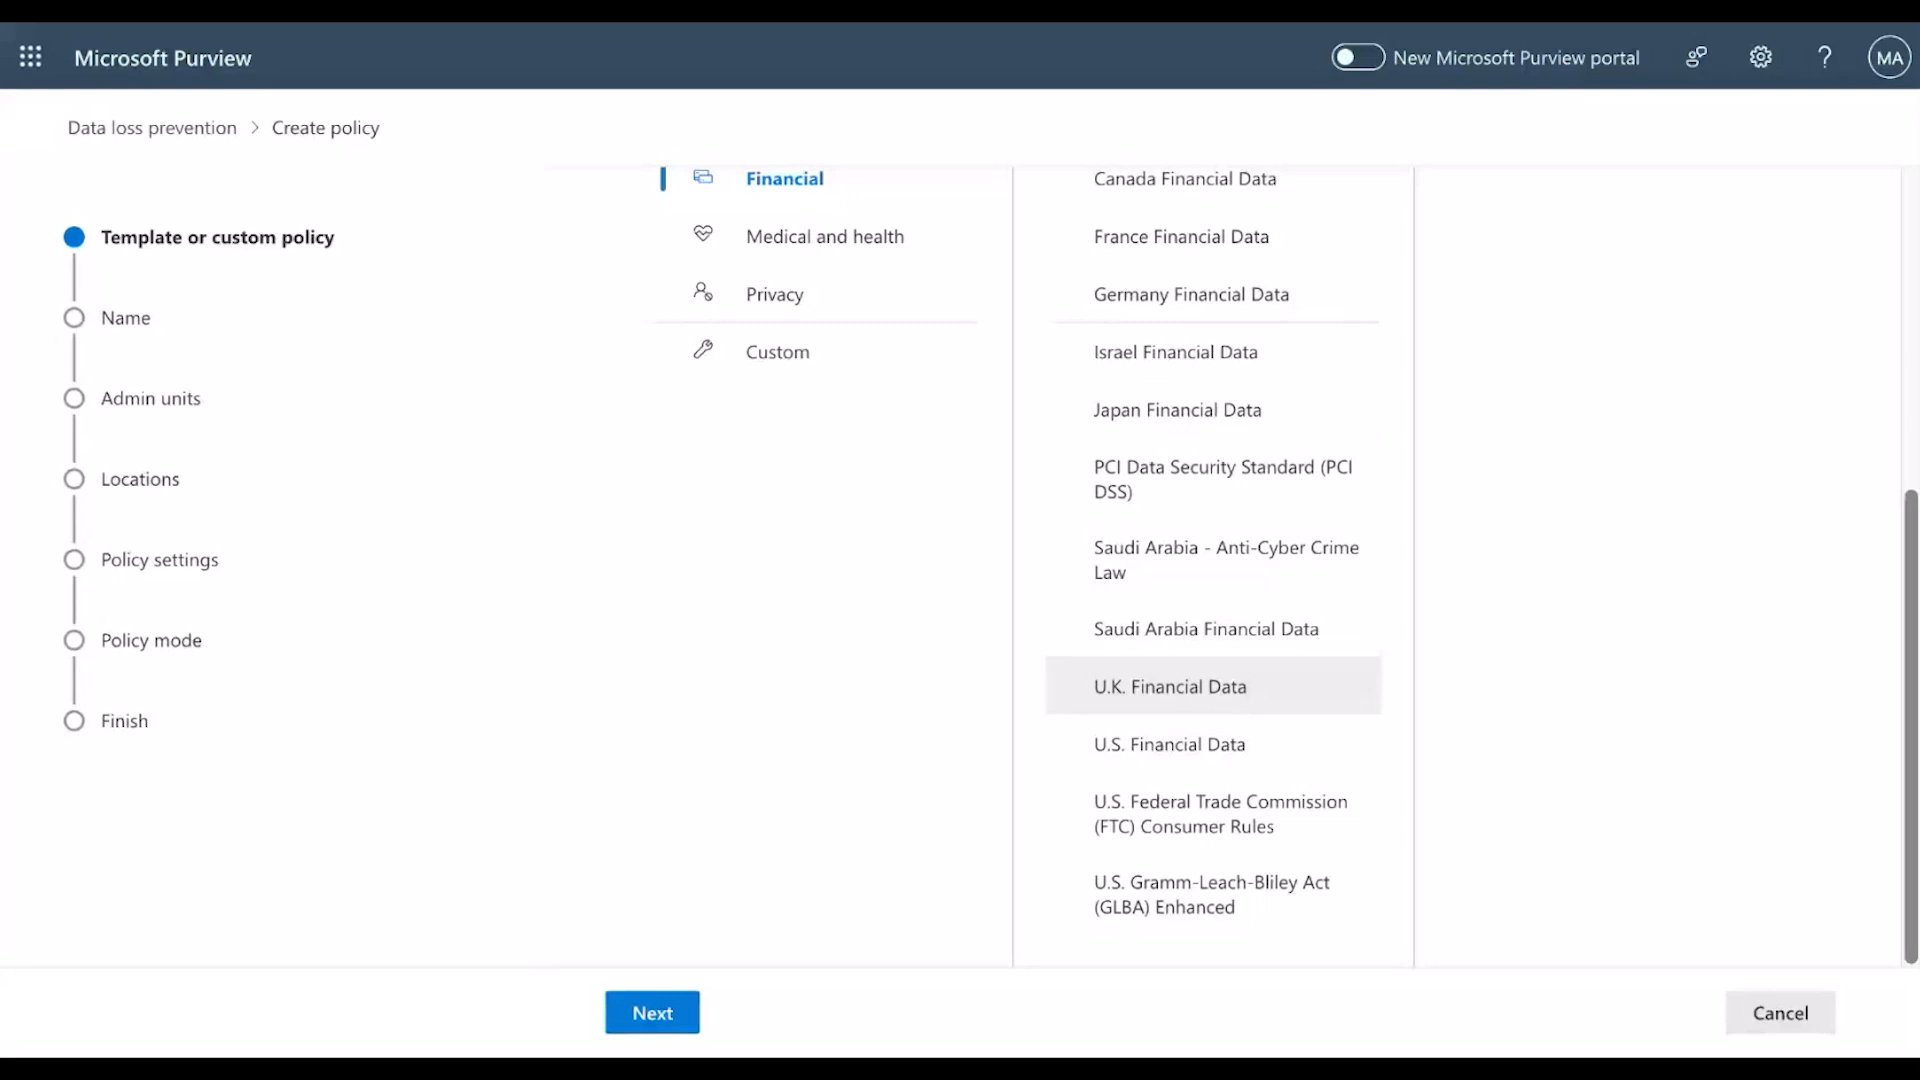 Microsoft Purview
New Microsoft Purview portal
?
MA
Data loss prevention > Create policy
Template or custom policy
Name
Admin units
Locations
Policy settings
Policy mode
Finish
Financial
Medical and health
Privacy
Custom
Canada Financial Data
France Financial Data
Germany Financial Data
Israel Financial Data
Japan Financial Data
PCI Data Security Standard (PCI
DSS)
Saudi Arabia - Anti-Cyber Crime
Law
Saudi Arabia Financial Data
U.K. Financial Data
U.S. Financial Data
U.S. Federal Trade Commission
(FTC) Consumer Rules
U.S. Gramm-Leach-Bliley Act
(GLBA) Enhanced
Next
Cancel